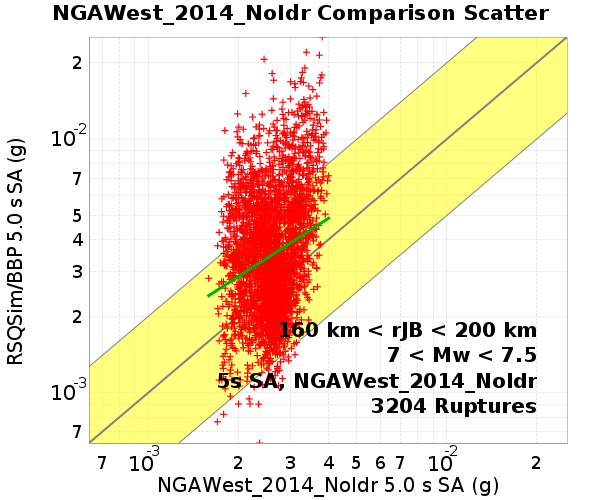 NGAWest_2014_NoIdr Comparison Scatter
RSQSim/BBP 5.0 s SA (g)
2
10-2
7
5
4
3
2
10-3
7
160 km < rJB < 200 km
7 < Mw < 7.5
5s SA, NGAWest_2014_NoIdr
3204 Ruptures
7 10-3 2 3 4 5 6 7 10-2 2
NGAWest_2014_NoIdr 5.0 s SA (g)